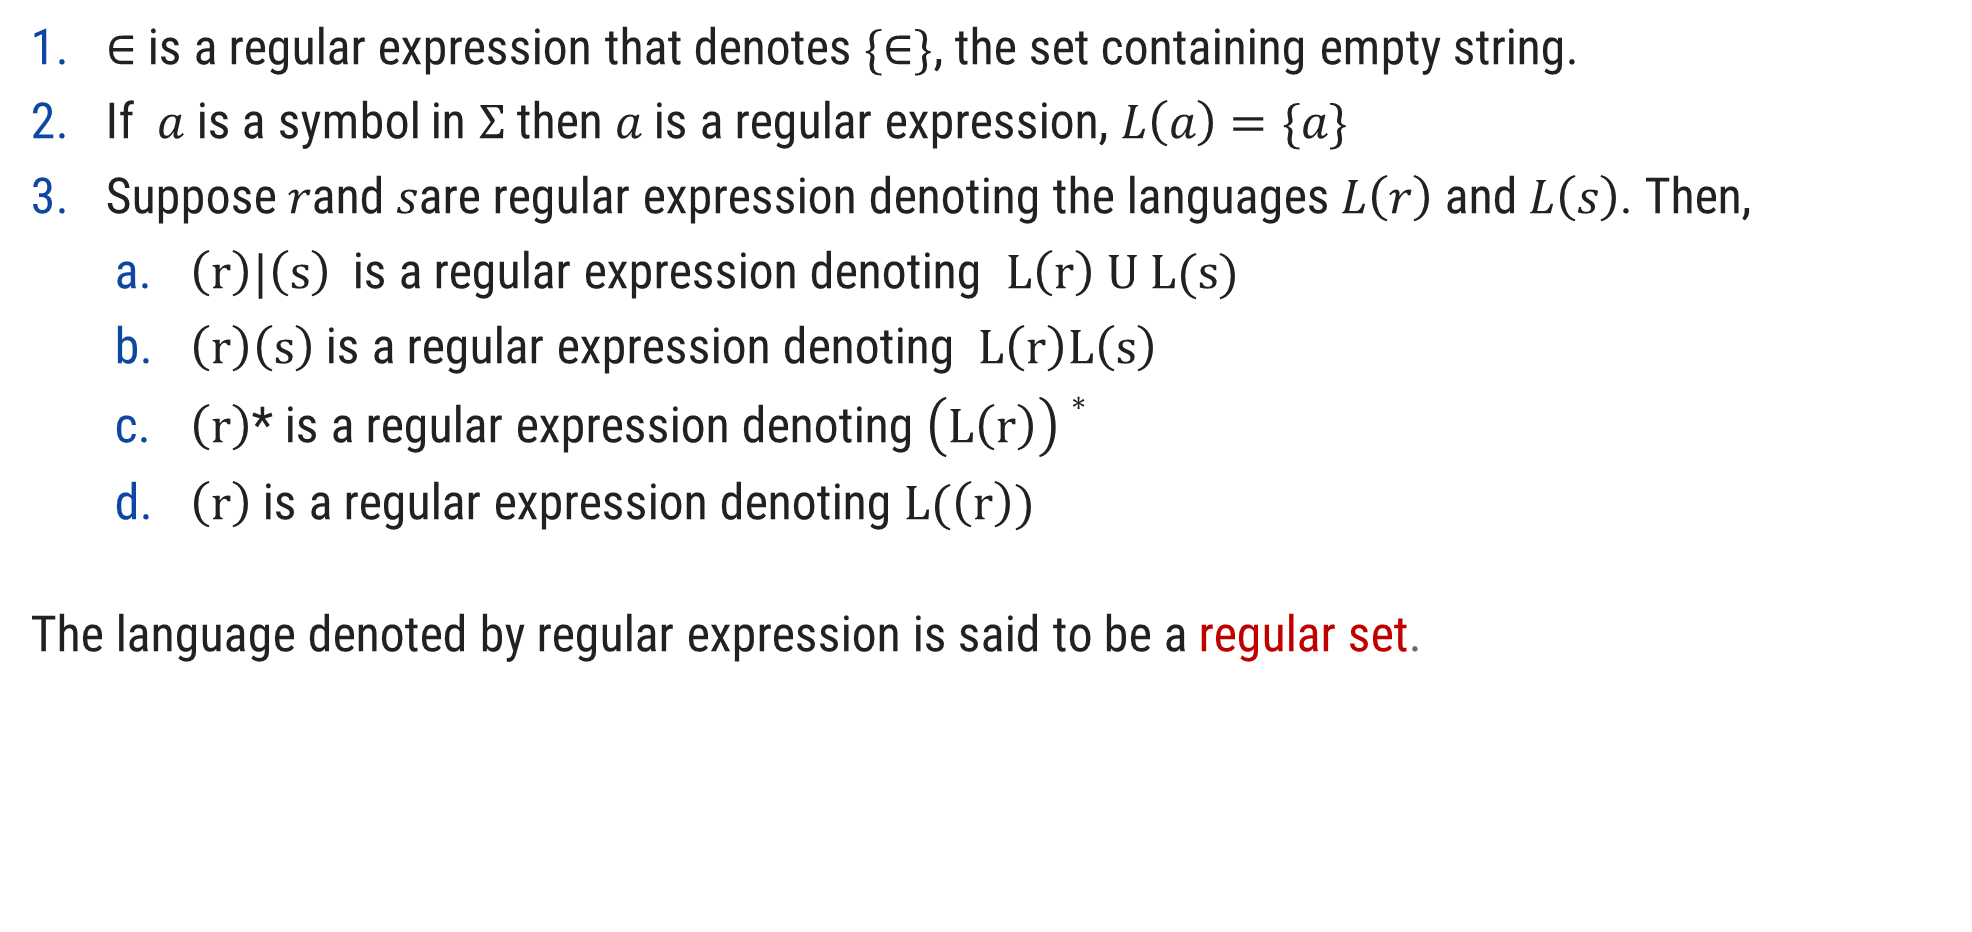 1. ∈ is a regular expression that denotes {∈}, the set containing empty string.
2. If a is a symbol in Σ then a is a regular expression, L(a) = {a}
3. Suppose rand sare regular expression denoting the languages L(r) and L(s). Then,
a. (r)|(s) is a regular expression denoting L(r) U L(s)
b. (r)(s) is a regular expression denoting L(r)L(s)
c. (r)* is a regular expression denoting (L(r))*
d. (r) is a regular expression denoting L((r))
The language denoted by regular expression is said to be a regular set.